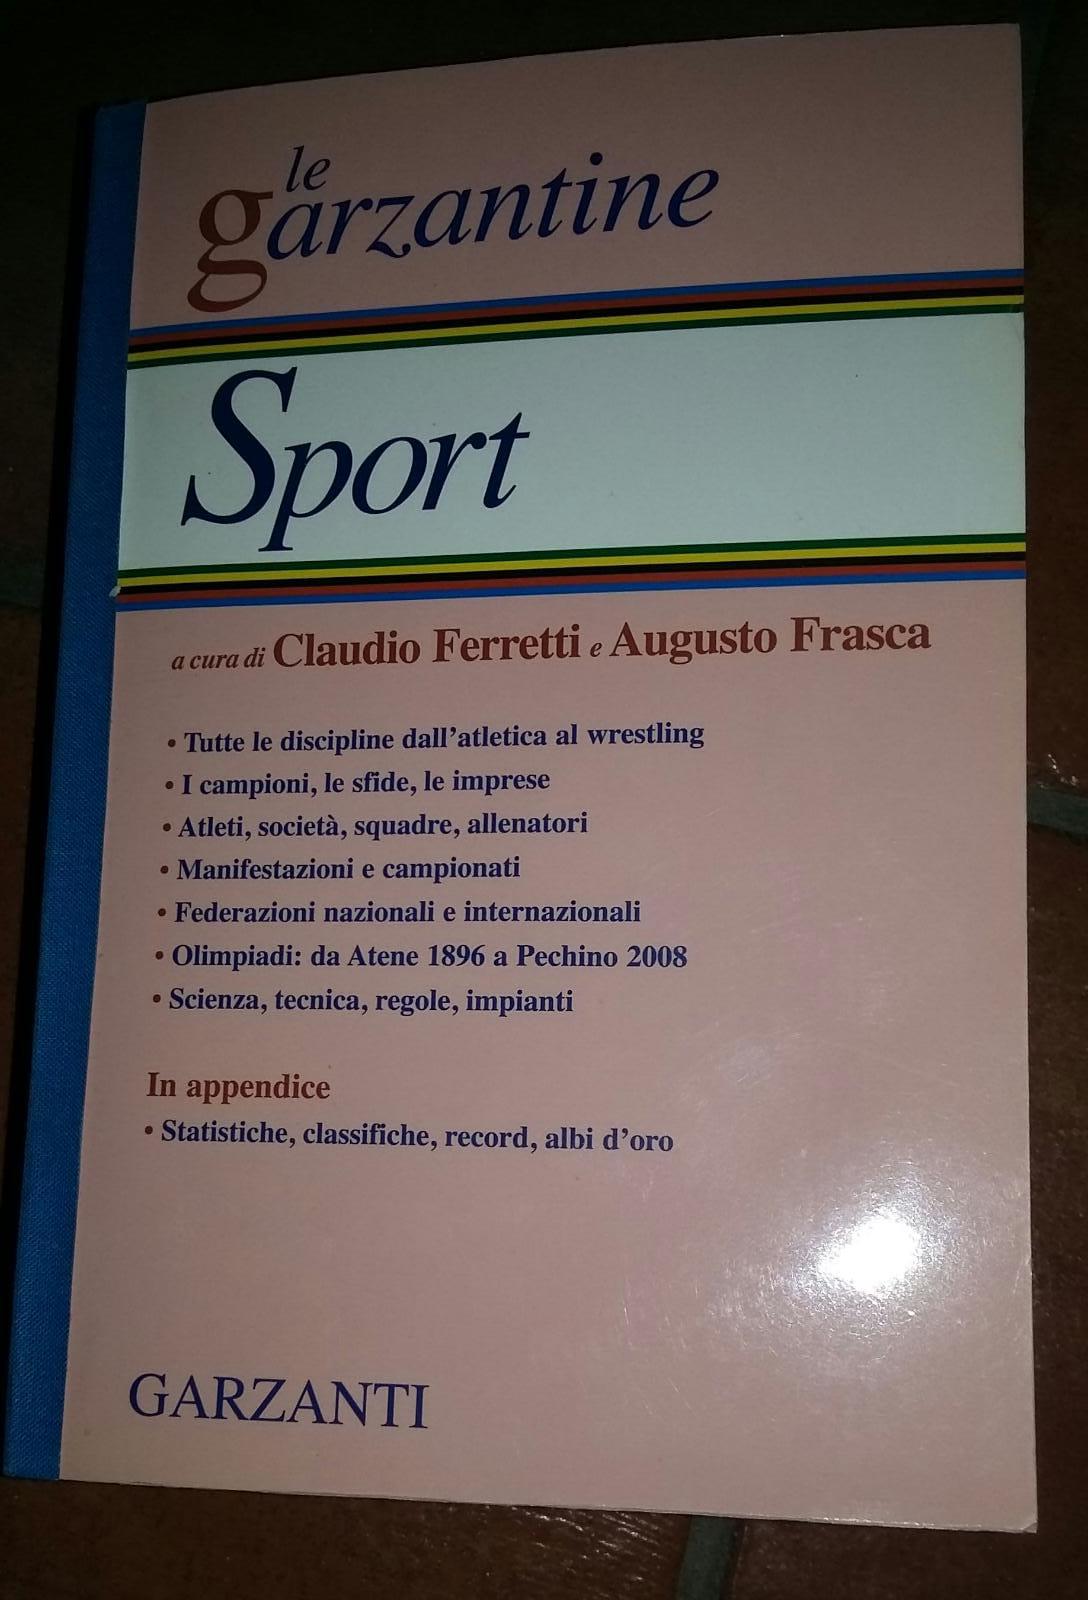 le
garzantine
Sport
a cura di Claudio Ferretti e Augusto Frasca
• Tutte le discipline dall'atletica al wrestling
• I campioni, le sfide, le imprese
• Atleti, società, squadre, allenatori
• Manifestazioni e campionati
• Federazioni nazionali e internazionali
• Olimpiadi: da Atene 1896 a Pechino 2008
• Scienza, tecnica, regole, impianti
In appendice
• Statistiche, classifiche, record, albi d'oro
GARZANTI